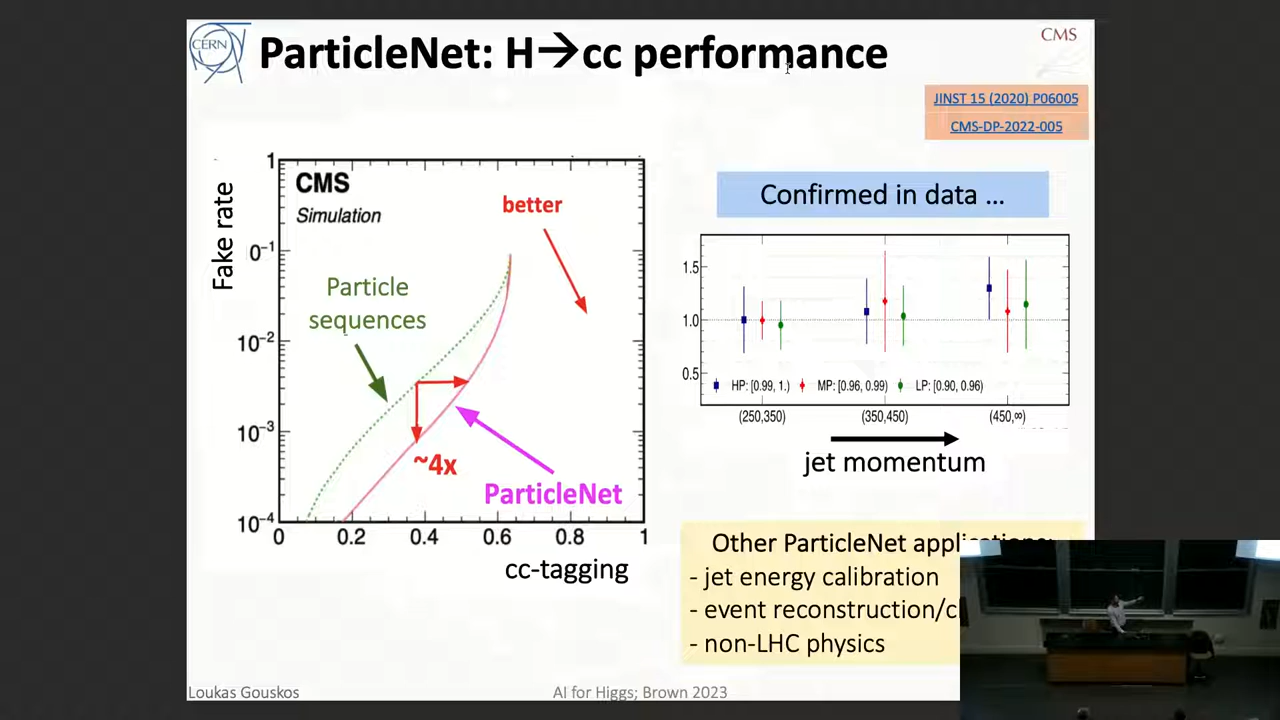 CERN
ParticleNet: H→cc performance
CMS
JINST 15 (2020) P06005
CMS-DP-2022-005
Fake rate
1
10⁻¹
10⁻²
10⁻³
10⁻⁴
CMS
Simulation
better
Particle
sequences
~4x
ParticleNet
0 0.2 0.4 0.6 0.8 1
cc-tagging
Confirmed in data ...
1.5
1.0
0.5
HP: [0.99, 1.) MP: [0.96, 0.99) LP: [0.90, 0.96)
(250,350) (350,450) (450,∞)
jet momentum
Other ParticleNet
- jet energy calibration
- event reconstruction/
- non-LHC physics
Loukas Gouskos
AI for Higgs; Brown 2023